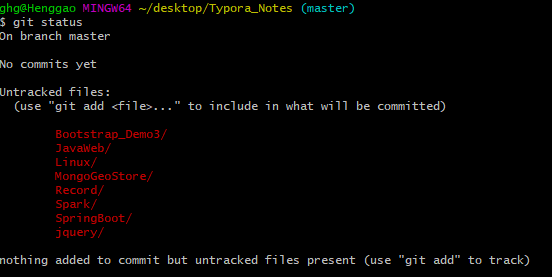 ghg@Henggao MINGW64 ~/desktop/Typora_Notes (master)
$ git status
On branch master
No commits yet
Untracked files:
(use "git add <file>..." to include in what will be committed)
Bootstrap_Demo3/
JavaWeb/
Linux/
MongoGeoStore/
Record/
Spark/
SpringBoot/
jquery/
nothing added to commit but untracked files present (use "git add" to track)